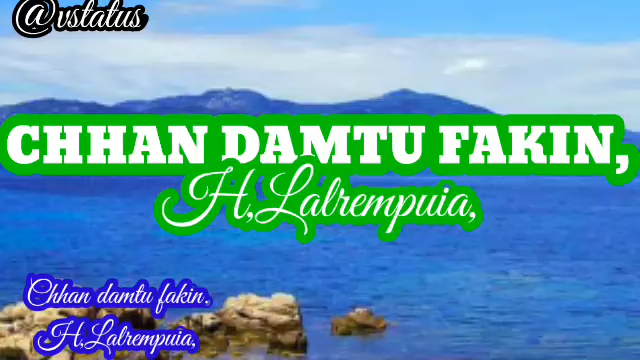 @vstatus
CHHAN DAMTU FAKIN,
H,Lalrempuia,
Chhan damtu fakin.
H,Lalrempuia,